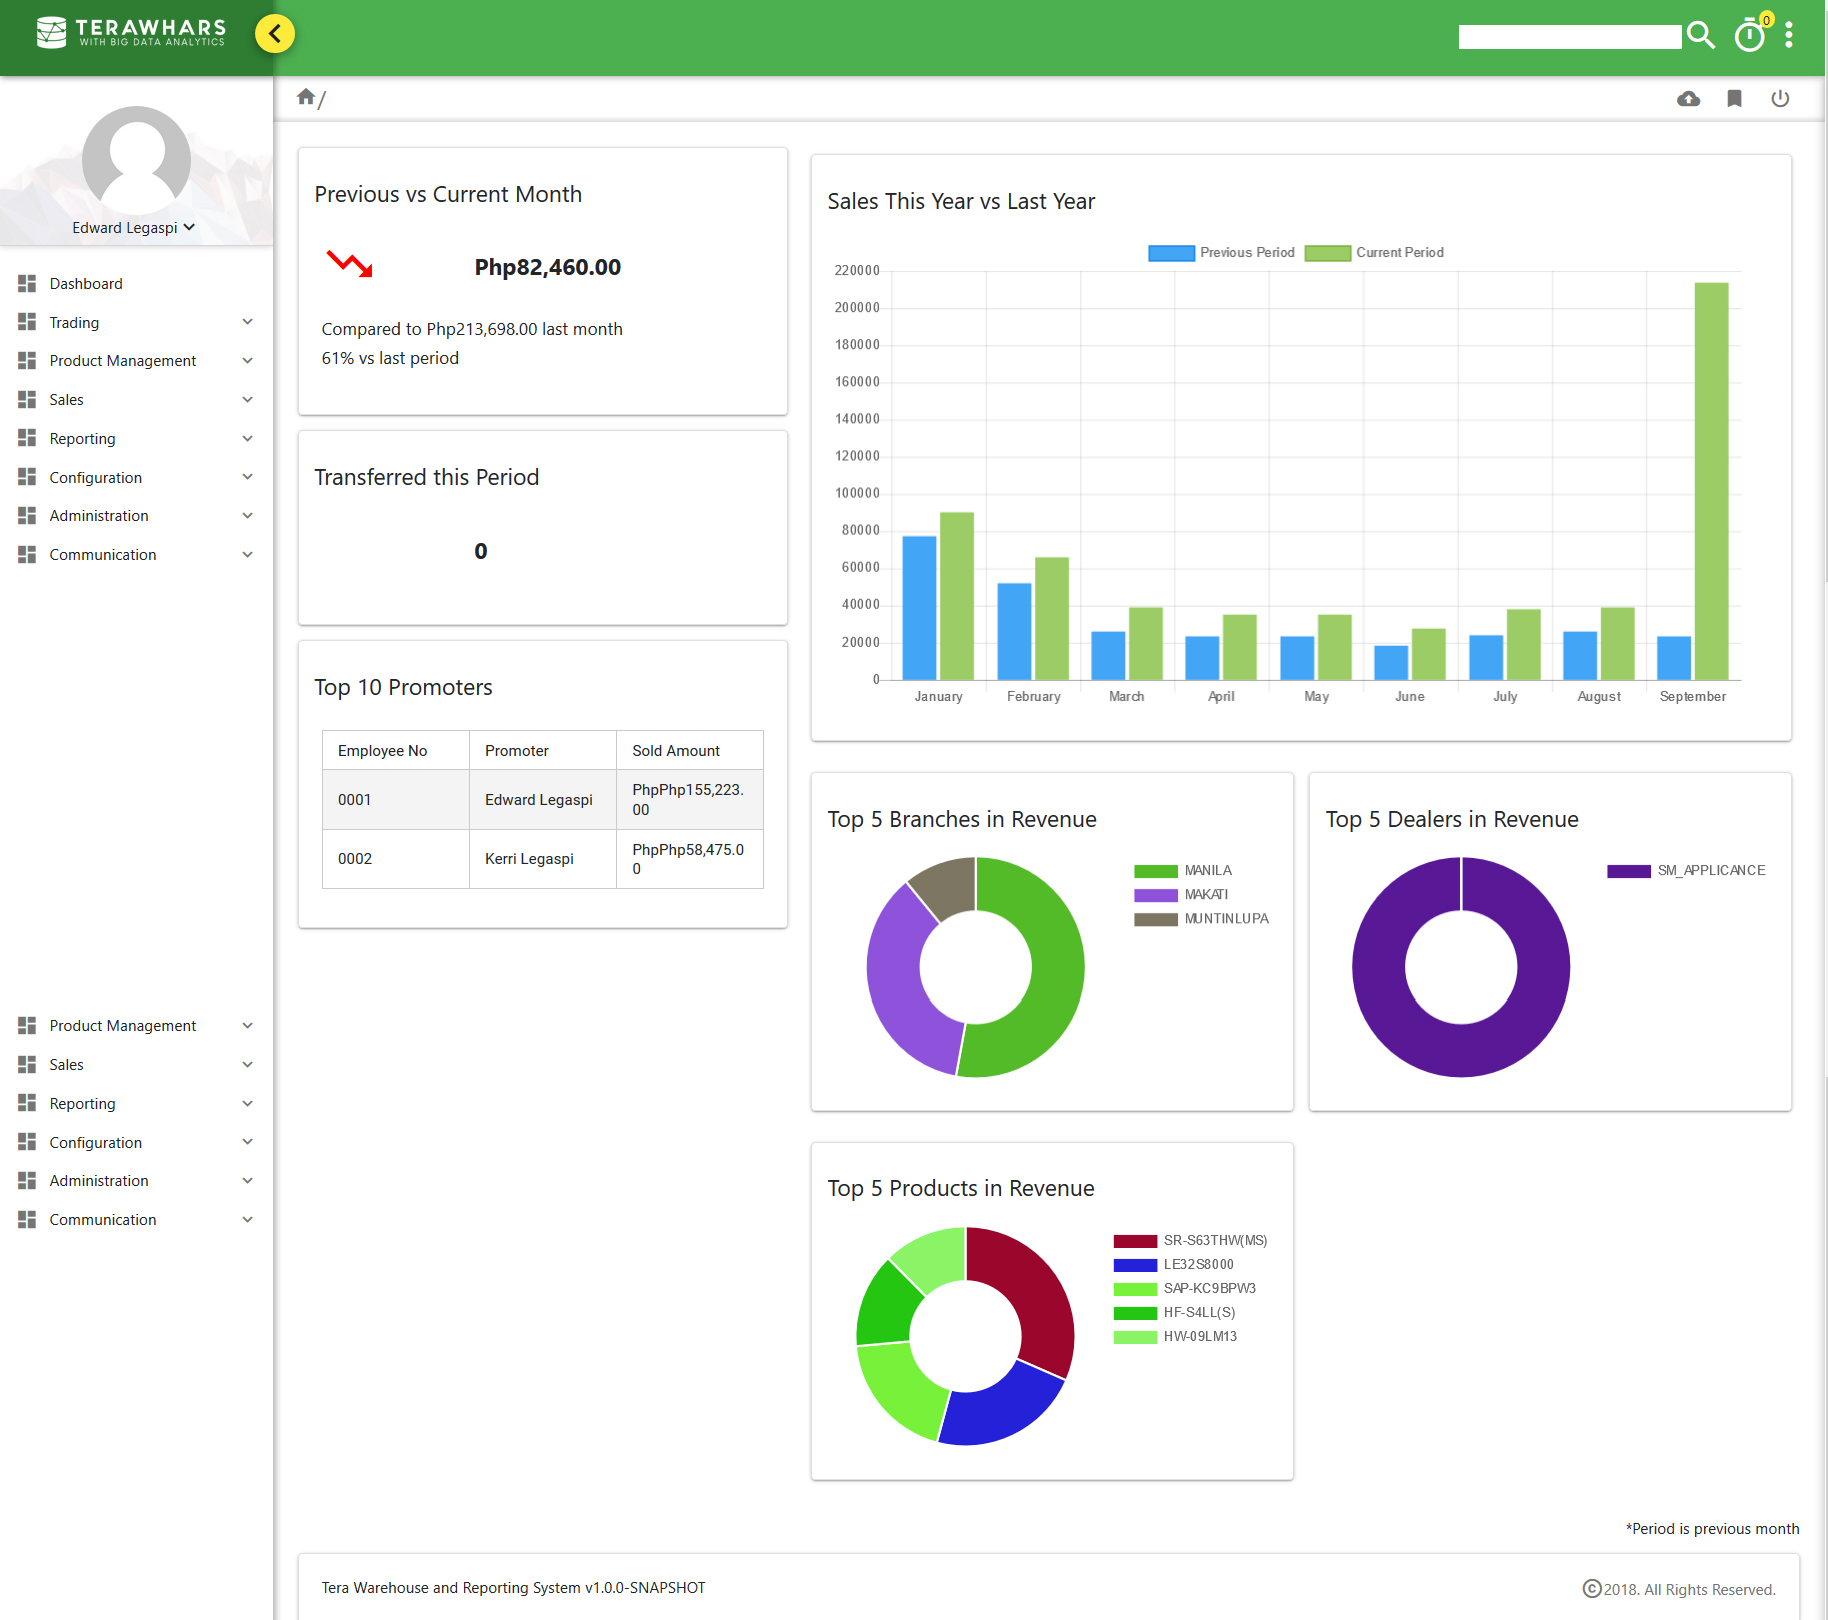 TERAWHARS
WITH BIG DATA ANALYTICS
0
/
Edward Legaspi
Dashboard
Trading
Product Management
Sales
Reporting
Configuration
Administration
Communication
Product Management
Sales
Reporting
Configuration
Administration
Communication
Previous vs Current Month
Php82,460.00
Compared to Php213,698.00 last month
61% vs last period
Transferred this Period
0
Top 10 Promoters
Employee No Promoter Sold Amount
0001 Edward Legaspi PhpPhp155,223.
00
0002 Kerri Legaspi PhpPhp58,475.0
0
Sales This Year vs Last Year
Previous Period Current Period
220000
200000
180000
160000
140000
120000
100000
80000
60000
40000
20000
0
January February March April May June July August September
Top 5 Branches in Revenue
MANILA
MAKATI
MUNTINLUPA
Top 5 Dealers in Revenue
SM_APPLICANCE
Top 5 Products in Revenue
SR-S63THW(MS)
LE32S8000
SAP-KC9BPW3
HF-S4LL(S)
HW-09LM13
*Period is previous month
Tera Warehouse and Reporting System v1.0.0-SNAPSHOT
©2018. All Rights Reserved.